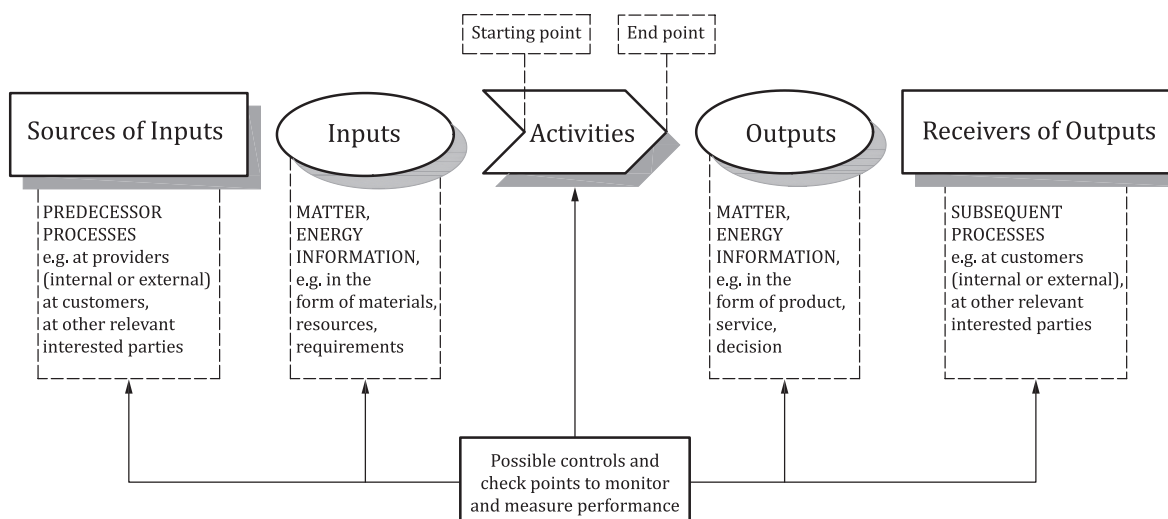 Starting point
End point
Sources of Inputs
Inputs
Activities
Outputs
Receivers of Outputs
PREDECESSOR
PROCESSES
e.g. at providers
(internal or external)
at customers,
at other relevant
interested parties
MATTER,
ENERGY
INFORMATION,
e.g. in the
form of materials,
resources,
requirements
MATTER,
ENERGY
INFORMATION,
e.g. in the
form of product,
service,
decision
SUBSEQUENT
PROCESSES
e.g. at customers
(internal or external),
at other relevant
interested parties
Possible controls and
check points to monitor
and measure performance